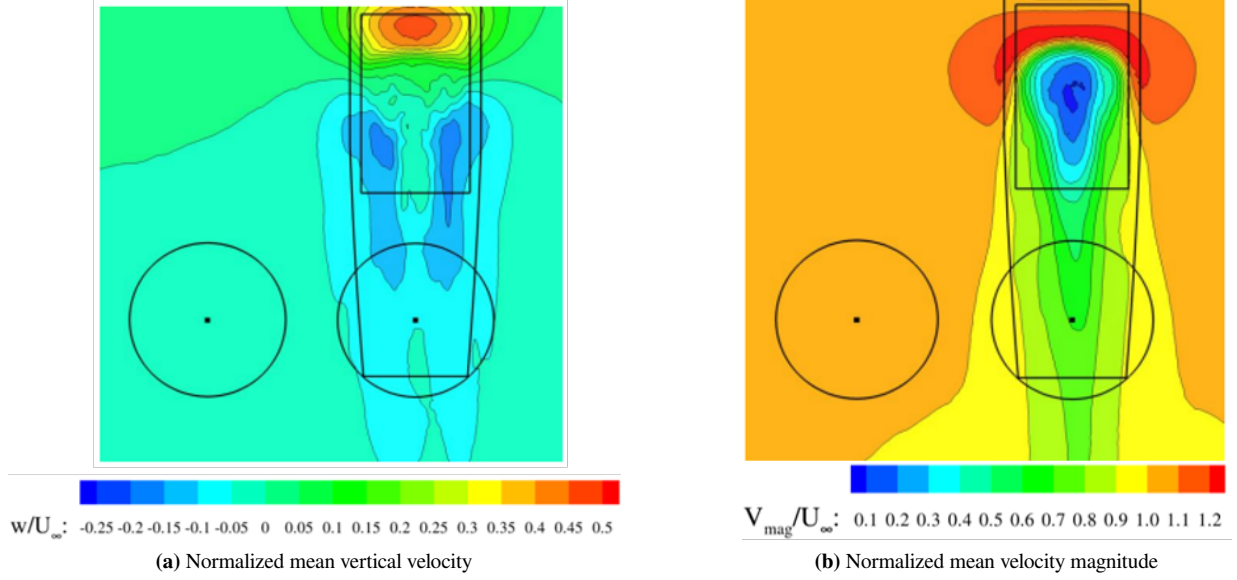 w/U∞: -0.25 -0.2 -0.15 -0.1 -0.05 0 0.05 0.1 0.15 0.2 0.25 0.3 0.35 0.4 0.45 0.5
(a) Normalized mean vertical velocity
Vmag/U∞: 0.1 0.2 0.3 0.4 0.5 0.6 0.7 0.8 0.9 1.0 1.1 1.2
(b) Normalized mean velocity magnitude